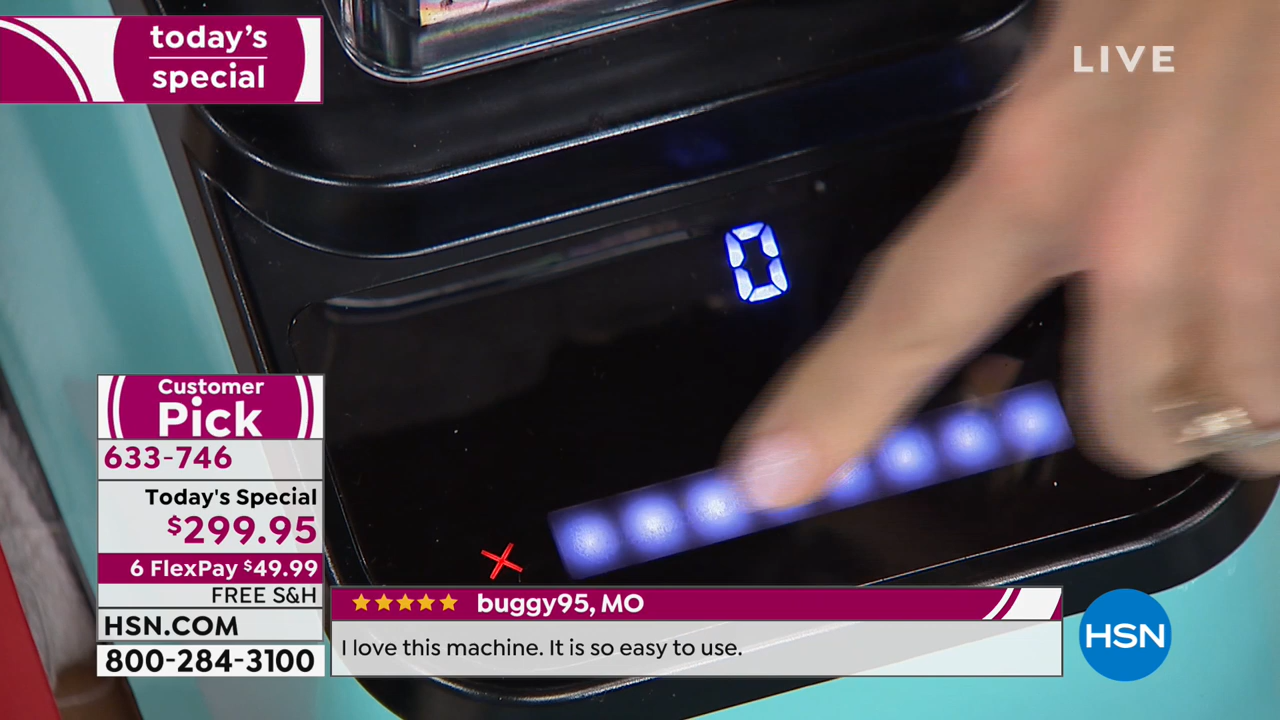 today's
special
LIVE
0
Customer
Pick
633-746
Today's Special
$299.95
6 FlexPay $49.99
FREE S&H
HSN.COM
800-284-3100
★★★★★ buggy95, MO
I love this machine. It is so easy to use.
HSN